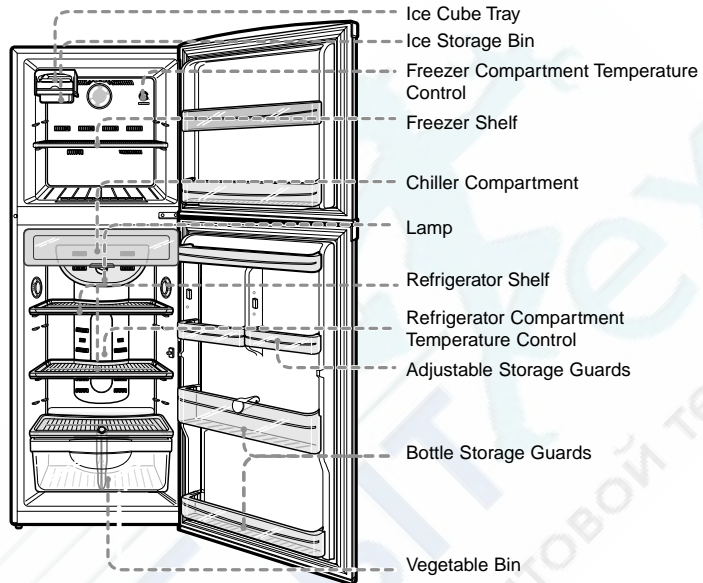 Ice Cube Tray
Ice Storage Bin
Freezer Compartment Temperature
Control
Freezer Shelf
Chiller Compartment
Lamp
Refrigerator Shelf
Refrigerator Compartment
Temperature Control
Adjustable Storage Guards
Bottle Storage Guards
Vegetable Bin